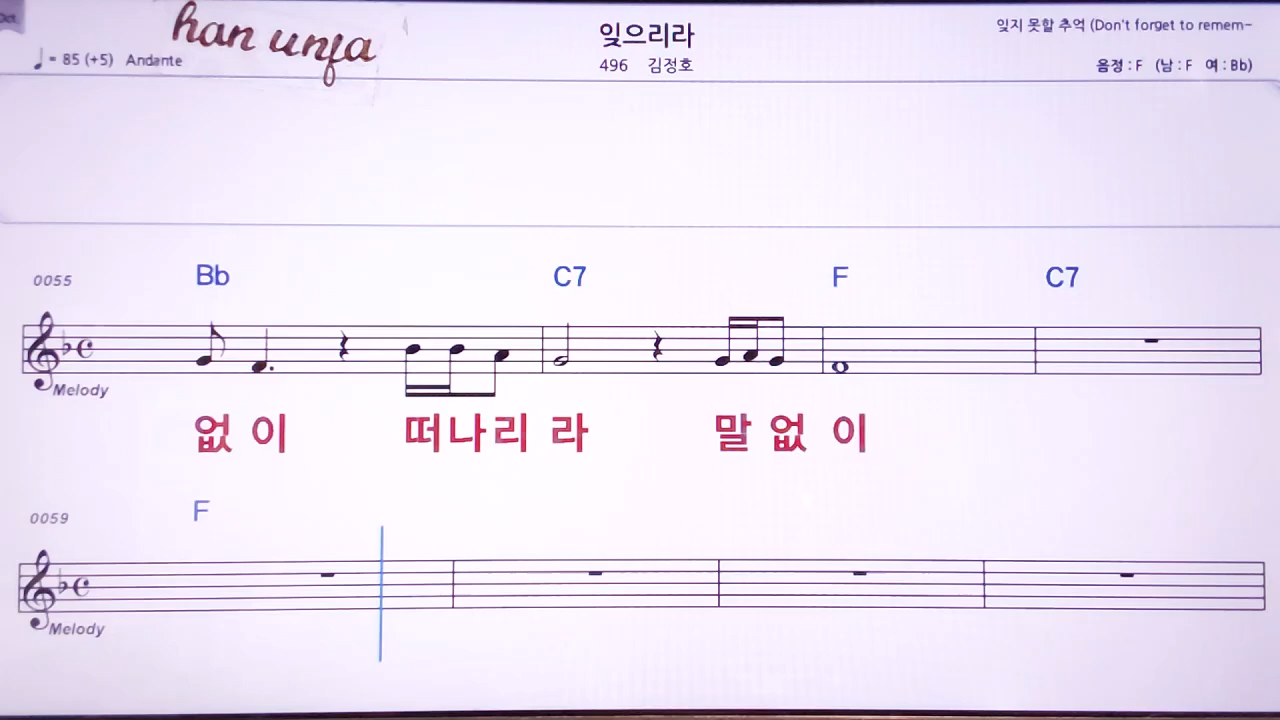 Oct.
han unfa
♩ = 85 (+5) Andante
잊으리라
496 김정호
잊지 못할 추억 (Don't forget to remem~
음정 : F (남 : F 여 : Bb)
0055 Bb C7 F C7
Melody
없 이 떠나리 라 말 없 이
0059 F
Melody